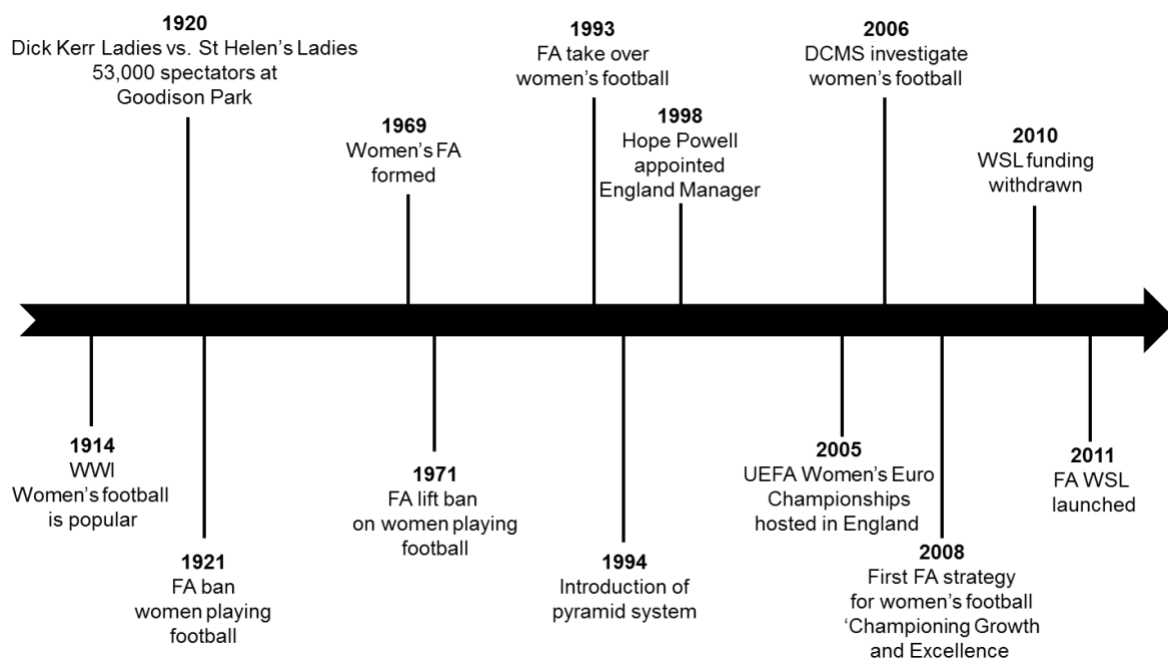 1920
Dick Kerr Ladies vs. St Helen's Ladies
53,000 spectators at
Goodison Park
1969
Women's FA
formed
1993
FA take over
women's football
1998
Hope Powell
appointed
England Manager
2006
DCMS investigate
women's football
2010
WSL funding
withdrawn
1914
WWI
Women's football
is popular
1921
FA ban
women playing
football
1971
FA lift ban
on women playing
football
1994
Introduction of
pyramid system
2005
UEFA Women's Euro
Championships
hosted in England
2008
First FA strategy
for women's football
'Championing Growth
and Excellence
2011
FA WSL
launched